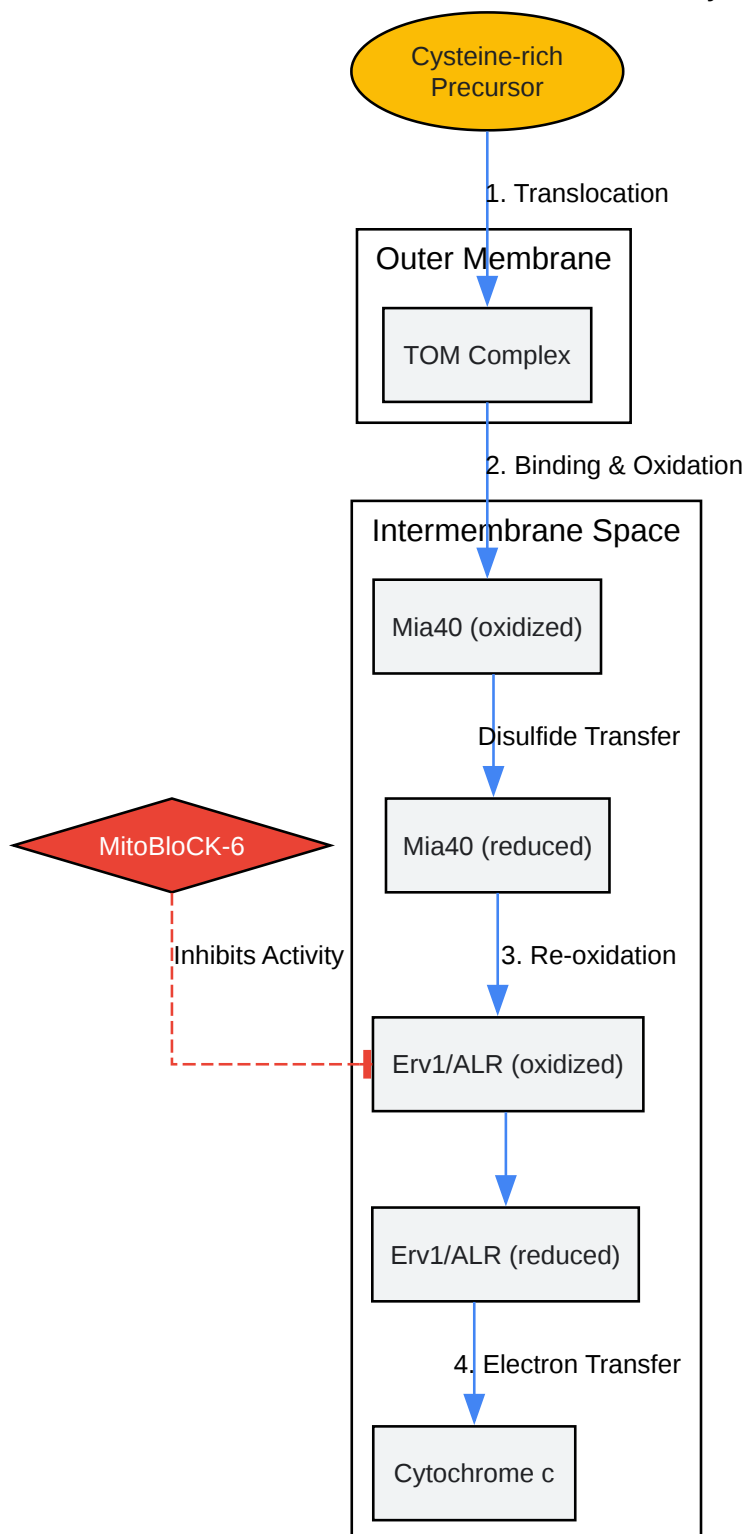 Cysteine-rich
Precursor
1. Translocation
Outer Membrane
TOM Complex
2. Binding & Oxidation
Intermembrane Space
Mia40 (oxidized)
Disulfide Transfer
MitoBloCK-6
Mia40 (reduced)
Inhibits Activity
3. Re-oxidation
Erv1/ALR (oxidized)
Erv1/ALR (reduced)
4. Electron Transfer
Cytochrome c